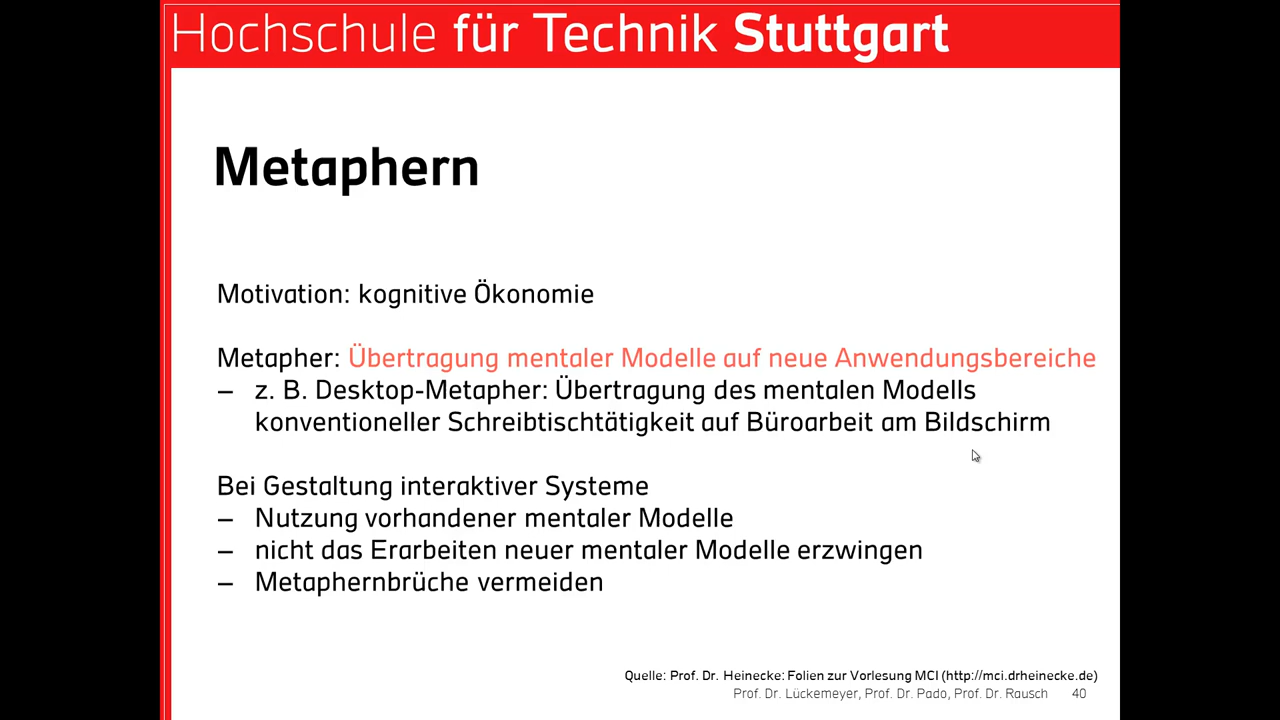 Hochschule für Technik Stuttgart
Metaphern
Motivation: kognitive Ökonomie
Metapher: Übertragung mentaler Modelle auf neue Anwendungsbereiche
– z. B. Desktop-Metapher: Übertragung des mentalen Modells
konventioneller Schreibtischtätigkeit auf Büroarbeit am Bildschirm
Bei Gestaltung interaktiver Systeme
– Nutzung vorhandener mentaler Modelle
– nicht das Erarbeiten neuer mentaler Modelle erzwingen
– Metaphernbrüche vermeiden
Quelle: Prof. Dr. Heinecke: Folien zur Vorlesung MCI (http://mci.drheinecke.de)
Prof. Dr. Lückemeyer, Prof. Dr. Pado, Prof. Dr. Rausch 40